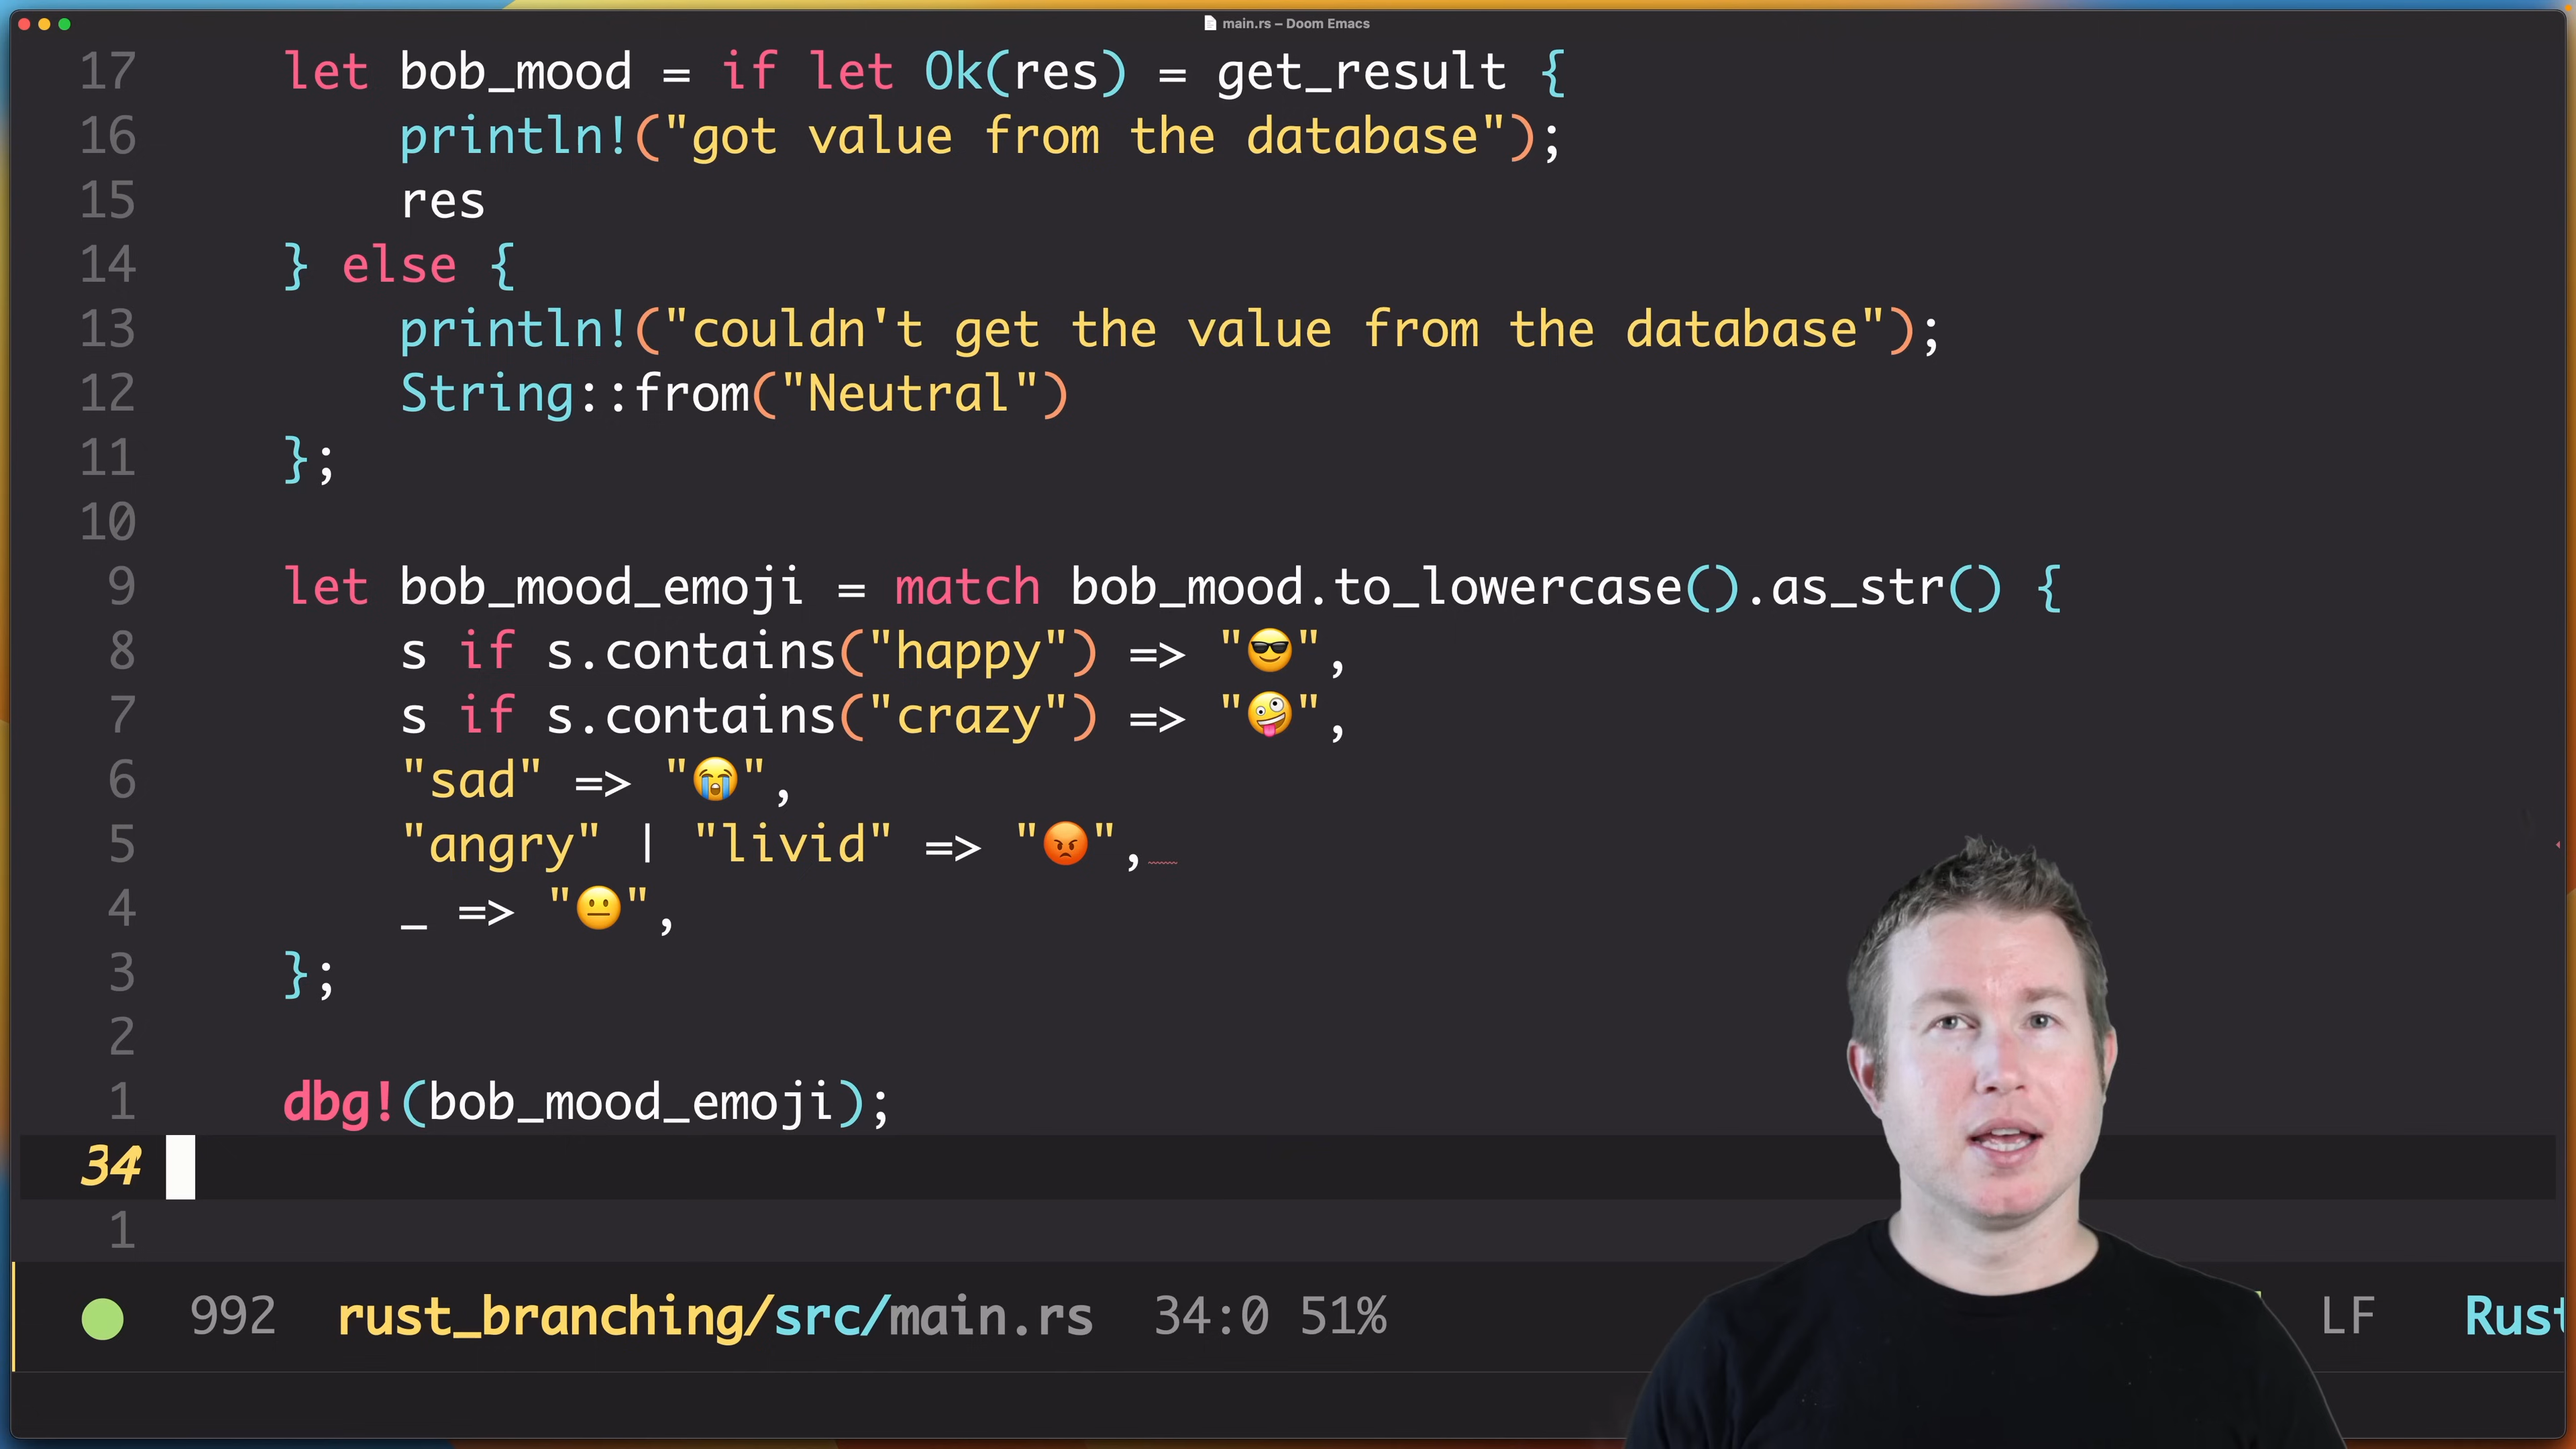 main.rs – Doom Emacs
17 let bob_mood = if let Ok(res) = get_result {
16 println!("got value from the database");
15 res
14 } else {
13 println!("couldn't get the value from the database");
12 String::from("Neutral")
11 };
10
9 let bob_mood_emoji = match bob_mood.to_lowercase().as_str() {
8 s if s.contains("happy") => "😎",
7 s if s.contains("crazy") => "🤪",
6 "sad" => "😭",
5 "angry" | "livid" => "😡",
4 _ => "😐",
3 };
2
1 dbg!(bob_mood_emoji);
34
1
992 rust_branching/src/main.rs 34:0 51% LF Rust